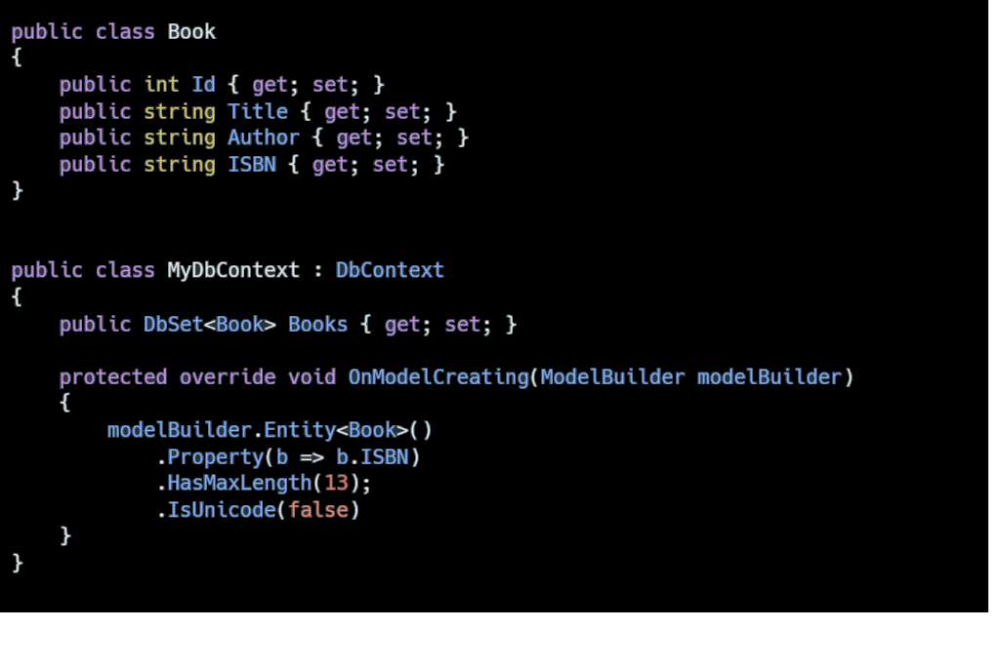 public class Book
{
    public int Id { get; set; }
    public string Title { get; set; }
    public string Author { get; set; }
    public string ISBN { get; set; }
}
public class MyDbContext : DbContext
{
    public DbSet<Book> Books { get; set; }
    protected override void OnModelCreating(ModelBuilder modelBuilder)
    {
        modelBuilder.Entity<Book>()
            .Property(b => b.ISBN)
            .HasMaxLength(13);
            .IsUnicode(false)
    }
}